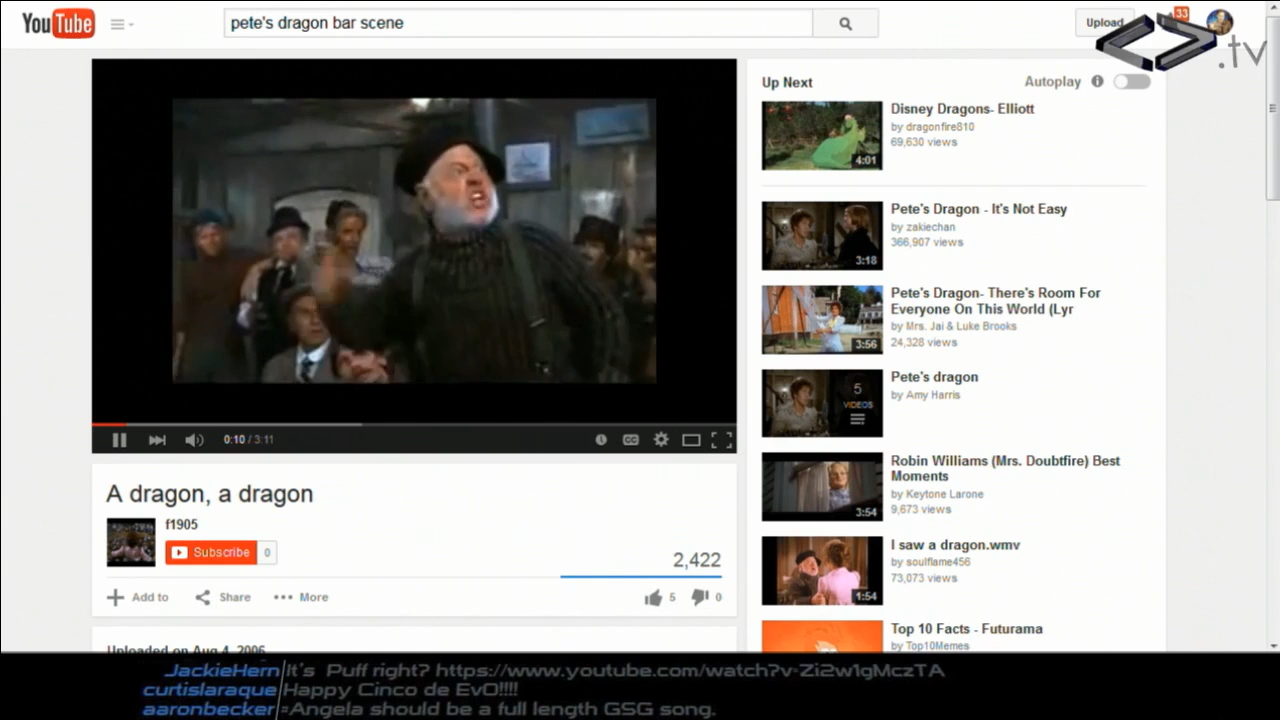 YouTube
pete's dragon bar scene
Upload
33
<>.tv
Up Next
Autoplay
Disney Dragons- Elliott
by dragonfire810
69,630 views
4:01
Pete's Dragon - It's Not Easy
by zakiechan
366,907 views
3:18
Pete's Dragon- There's Room For
Everyone On This World (Lyr
by Mrs. Jai & Luke Brooks
24,328 views
3:56
Pete's dragon
by Amy Harris
5
VIDEOS
Robin Williams (Mrs. Doubtfire) Best
Moments
by Keytone Larone
9,673 views
3:54
I saw a dragon.wmv
by soulflame456
73,073 views
1:54
Top 10 Facts - Futurama
by Top10Memes
0:10 / 3:11
CC
A dragon, a dragon
f1905
Subscribe 0
2,422
Add to Share More
5 0
Uploaded on Aug 4, 2006
JackieHern It's Puff right? https://www.youtube.com/watch?v=Zi2w1gMczTA
curtislaraque Happy Cinco de EvO!!!!
aaronbecker =Angela should be a full length GSG song.